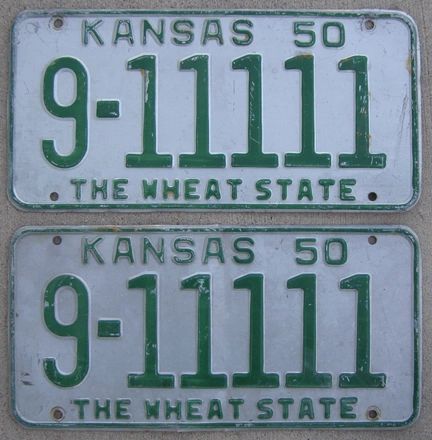 KANSAS 50
9-11111
THE WHEAT STATE
KANSAS 50
9-11111
THE WHEAT STATE